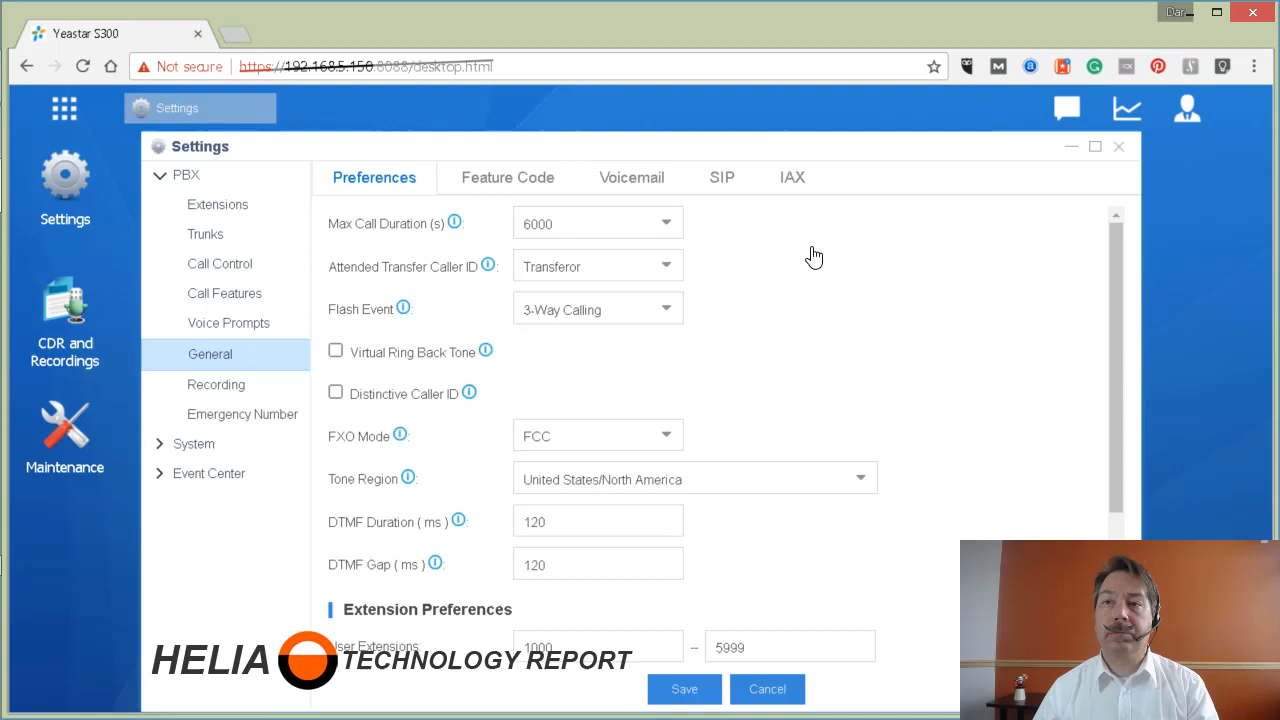 Dar...
Yeastar S300
Not secure https://192.168.5.150:8088/desktop.html
Settings
Settings
Settings
CDR and
Recordings
Maintenance
PBX
Extensions
Trunks
Call Control
Call Features
Voice Prompts
General
Recording
Emergency Number
System
Event Center
Preferences Feature Code Voicemail SIP IAX
Max Call Duration (s) : 6000
Attended Transfer Caller ID : Transferor
Flash Event : 3-Way Calling
Virtual Ring Back Tone
Distinctive Caller ID
FXO Mode : FCC
Tone Region : United States/North America
DTMF Duration ( ms ) : 120
DTMF Gap ( ms ) : 120
Extension Preferences
User Extensions: 1000 -- 5999
HELIA TECHNOLOGY REPORT
Save Cancel